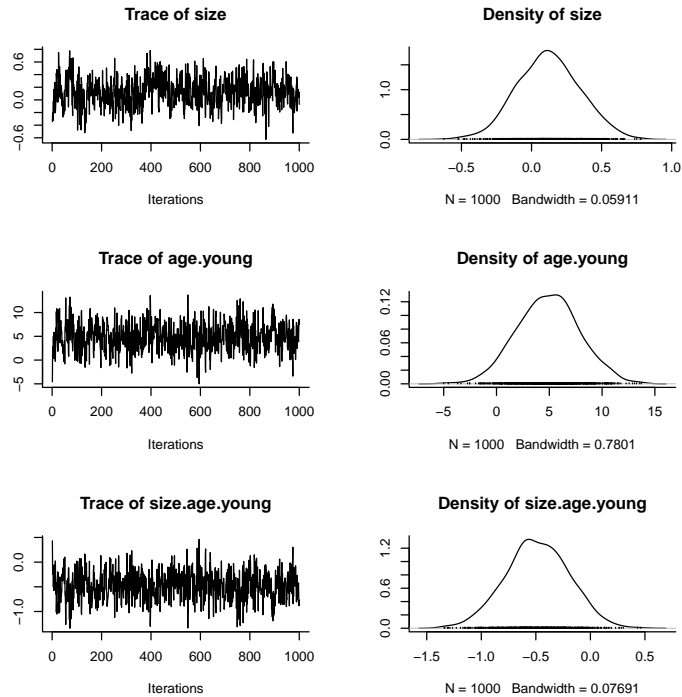 Trace of size
0.6
0.0
−0.6
0 200 400 600 800 1000
Iterations
Density of size
1.0
0.0
−0.5 0.0 0.5 1.0
N = 1000 Bandwidth = 0.05911
Trace of age.young
10
5
0
−5
0 200 400 600 800 1000
Iterations
Density of age.young
0.12
0.06
0.00
−5 0 5 10 15
N = 1000 Bandwidth = 0.7801
Trace of size.age.young
0.0
−1.0
0 200 400 600 800 1000
Iterations
Density of size.age.young
1.2
0.6
0.0
−1.5 −1.0 −0.5 0.0 0.5
N = 1000 Bandwidth = 0.07691